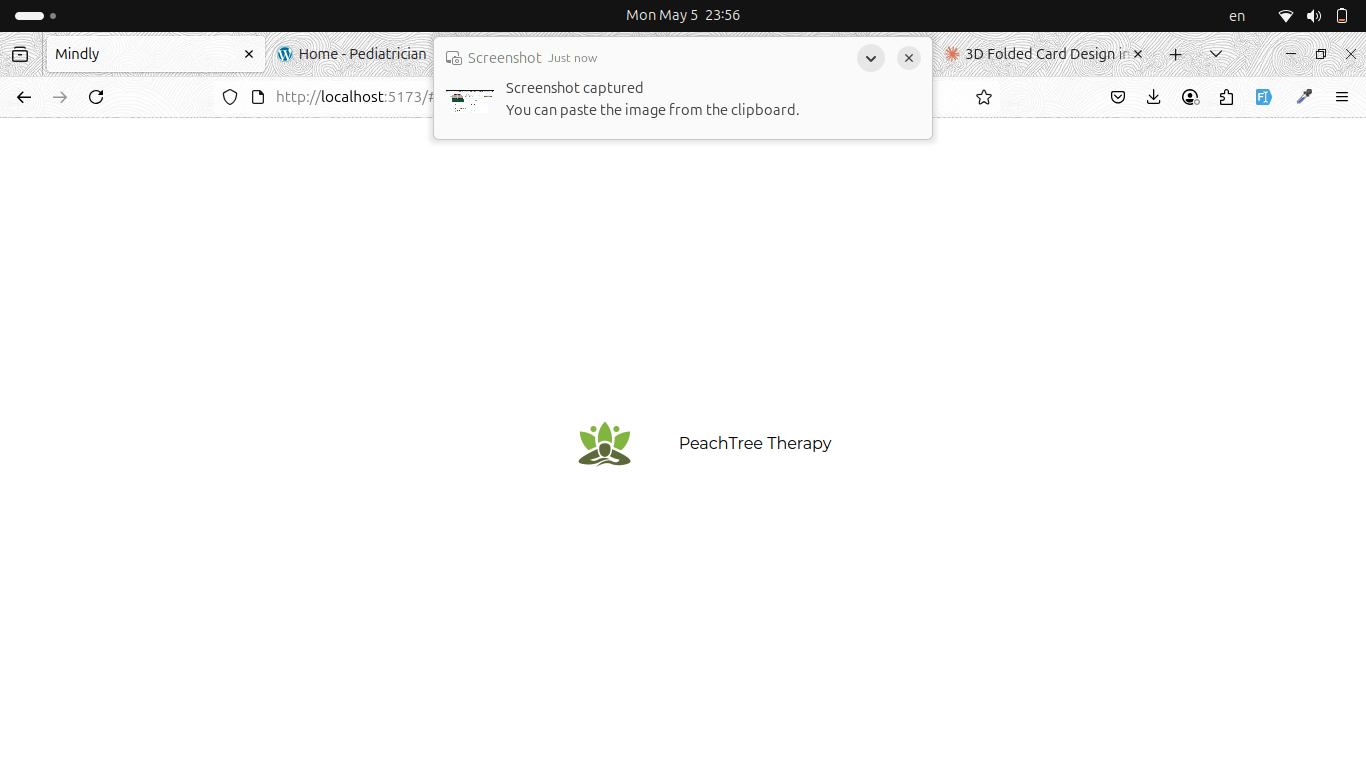 Mon May 5 23:56
en
Mindly
Home - Pediatrician
3D Folded Card Design in
http://localhost:5173/#
Screenshot Just now
Screenshot captured
You can paste the image from the clipboard.
PeachTree Therapy